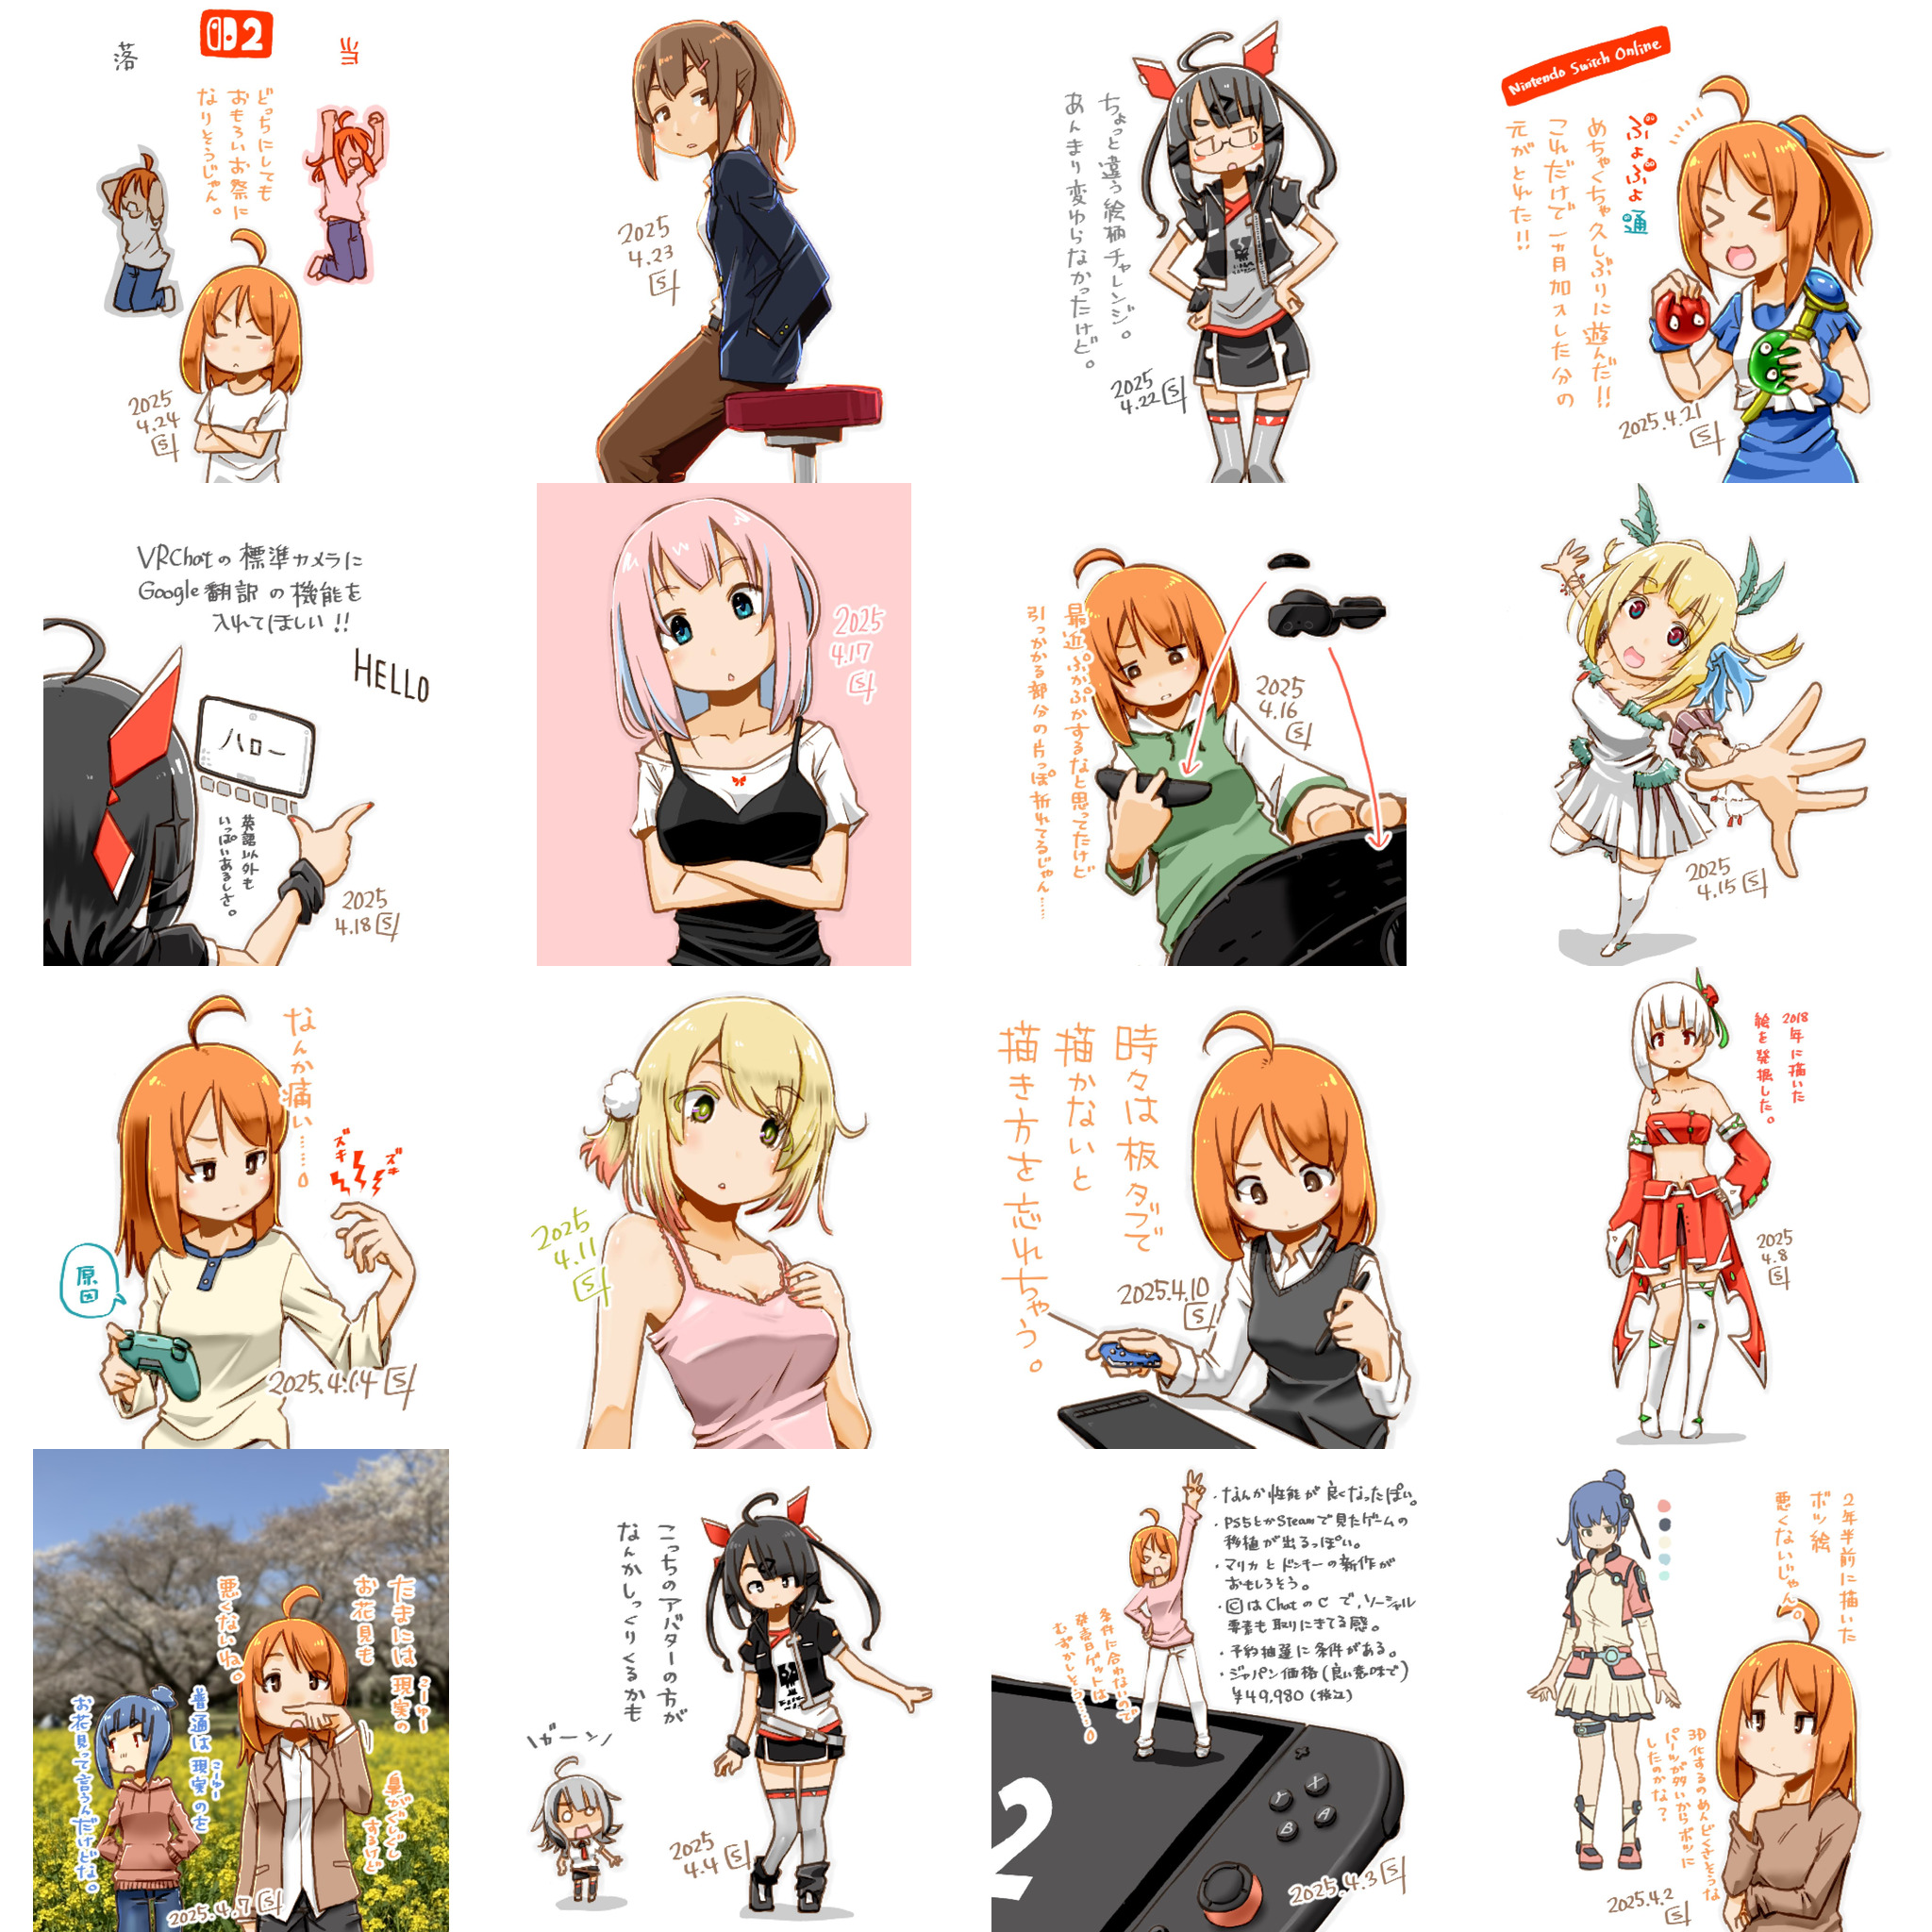 落
2
当
どっちにしても
おもろいお祭に
なりそうじゃん。
2025
4.24
S
2025
4.23
S
ちょっと違う絵柄チャレンジ。
あんまり変わらなかったけど。
2025
4.22
S
Nintendo Switch Online
ぷよぷよ通
めちゃくちゃ久しぶりに遊んだ!!
これだけで一ヶ月加入した分の
元がとれた!!
2025.4.21
S
VRChatの標準カメラに
Google翻訳の機能を
入れてほしい!!
HELLO
ハロー
英語以外も
いっぱいあるしさ。
2025
4.18
S
2025
4.17
S
最近ぷかぷかするなと思ってたけど
引っかかる部分の片っぽ折れてるじゃん……
2025
4.16
S
2025
4.15
S
なんか痛い……。
ズキ
ズキ
原因
2025.4.14
S
2025
4.11
S
時々は板タブで
描かないと
描き方を忘れちゃう。
2025.4.10
S
2018年に描いた
絵を発掘した。
2025
4.8
S
たまには現実の
こーゆー
お花見も
悪くないね。
鼻がぐしぐし
するけど
普通は現実のを
こーゆー
お花見って言うんだけどな。
2025.4.7
S
こっちのアバターの方が
なんかしっくりくるかも
ガーン
2025
4.4
S
・なんか性能が良くなったぽい。
・PS5とかSteamで見たゲームの
移植が出るっぽい。
・マリカとドンキーの新作が
おもしろそう。
・CはChatのCで、ソーシャル
要素も取りにきてる感。
・予約抽選に条件がある。
・ジャパン価格(良い意味で)
¥49,980(税込)
条件に合わないので
発売日ゲットは
むずかしそう……。
2
X
Y
A
B
2025.4.3
S
2年半前に描いた
ボツ絵
悪くないじゃん。
3D化するのめんどくさそうな
パーツが多いからボツに
したのかな？
2025.4.2
S